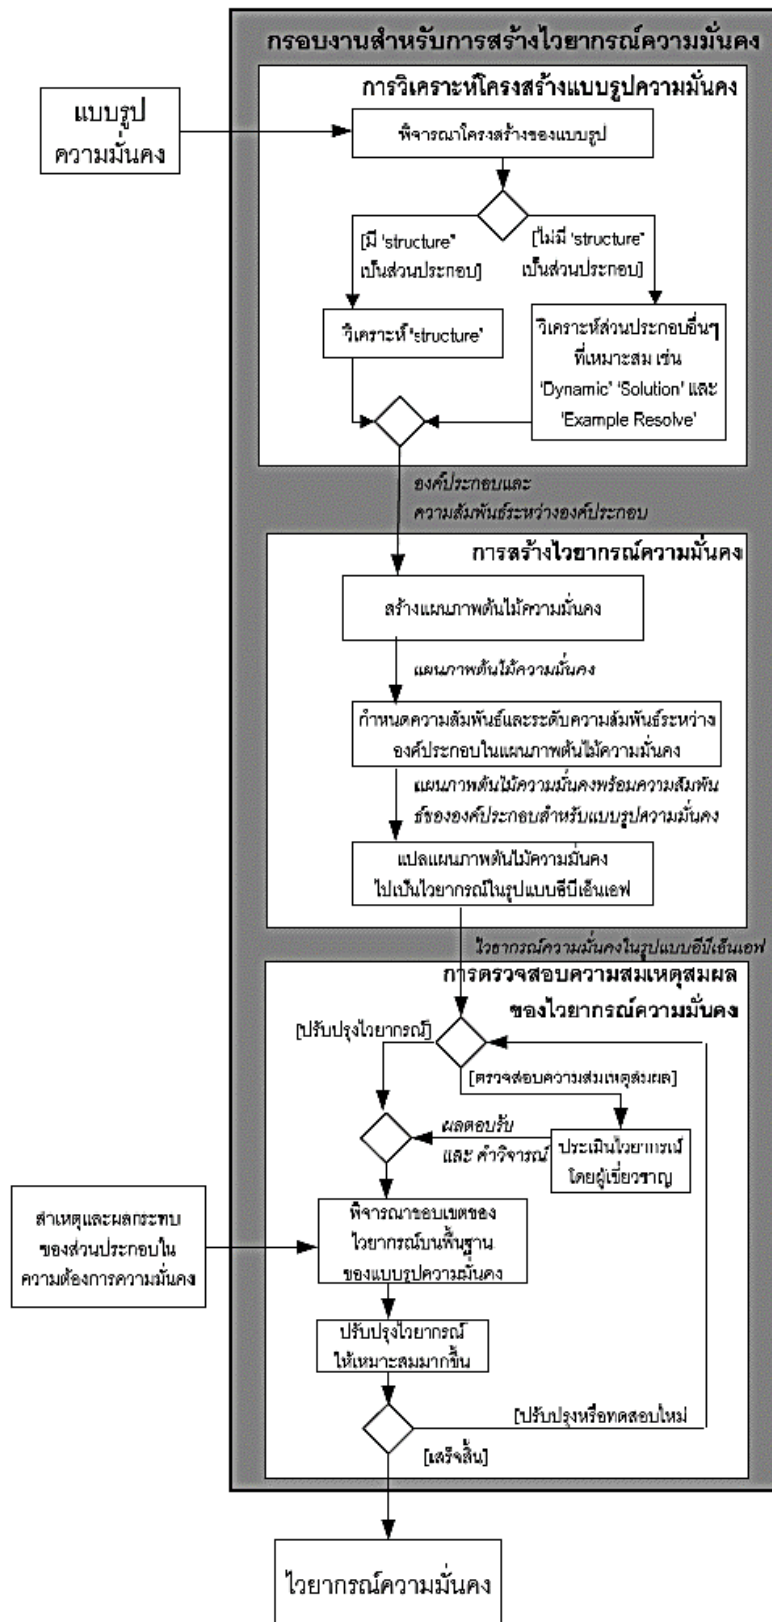 กรอบงานสำหรับการสร้างไวยากรณ์ความมั่นคง
การวิเคราะห์โครงสร้างแบบรูปความมั่นคง
แบบรูป
ความมั่นคง
พิจารณาโครงสร้างของแบบรูป
[มี 'structure"
เป็นส่วนประกอบ]
[ไม่มี 'structure"
เป็นส่วนประกอบ]
วิเคราะห์ "structure"
วิเคราะห์ส่วนประกอบอื่นๆ
ที่เหมาะสม เช่น
'Dynamic' 'Solution' และ
'Example Resolve'
องค์ประกอบและ
ความสัมพันธ์ระหว่างองค์ประกอบ
การสร้างไวยากรณ์ความมั่นคง
สร้างแผนภาพต้นไม้ความมั่นคง
แผนภาพต้นไม้ความมั่นคง
กำหนดความสัมพันธ์และระดับความสัมพันธ์ระหว่าง
องค์ประกอบในแผนภาพต้นไม้ความมั่นคง
แผนภาพต้นไม้ความมั่นคงพร้อมความสัมพัน
ธ์ขององค์ประกอบสำหรับแบบรูปความมั่นคง
แปลแผนภาพต้นไม้ความมั่นคง
ไปเป็นไวยากรณ์ในรูปแบบอีบีเอ็นเอฟ
ไวยากรณ์ความมั่นคงในรูปแบบอีบีเอ็นเอฟ
การตรวจสอบความสมเหตุสมผล
ของไวยากรณ์ความมั่นคง
[ปรับปรุงไวยากรณ์]
[ตรวจสอบความสมเหตุสมผล]
ผลตอบรับ
และ คำวิจารณ์
ประเมินไวยากรณ์
โดยผู้เชี่ยวชาญ
สาเหตุและผลกระทบ
ของส่วนประกอบใน
ความต้องการความมั่นคง
พิจารณาขอบเขตของ
ไวยากรณ์บนพื้นฐาน
ของแบบรูปความมั่นคง
ปรับปรุงไวยากรณ์
ให้เหมาะสมมากขึ้น
[ปรับปรุงหรือทดสอบใหม่
[เสร็จสิ้น]
ไวยากรณ์ความมั่นคง